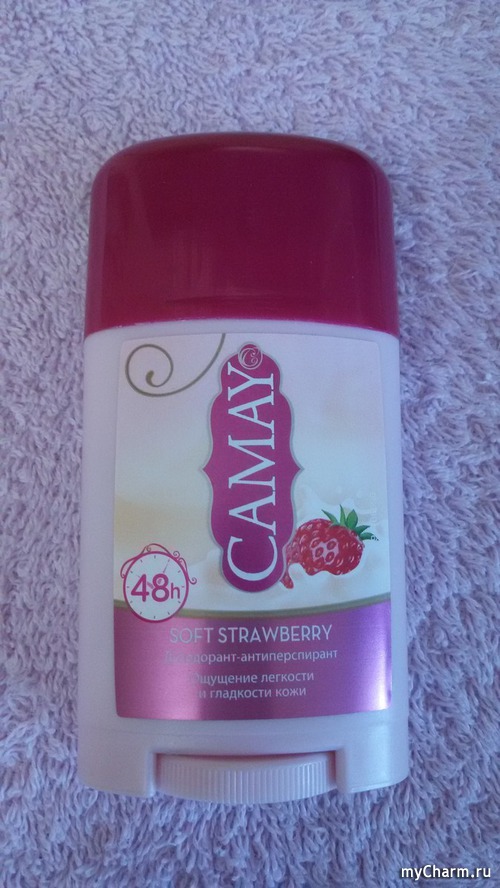 CAMAY
48h
SOFT STRAWBERRY
Дезодорант-антиперспирант
Ощущение легкости
и гладкости кожи
myCharm.ru